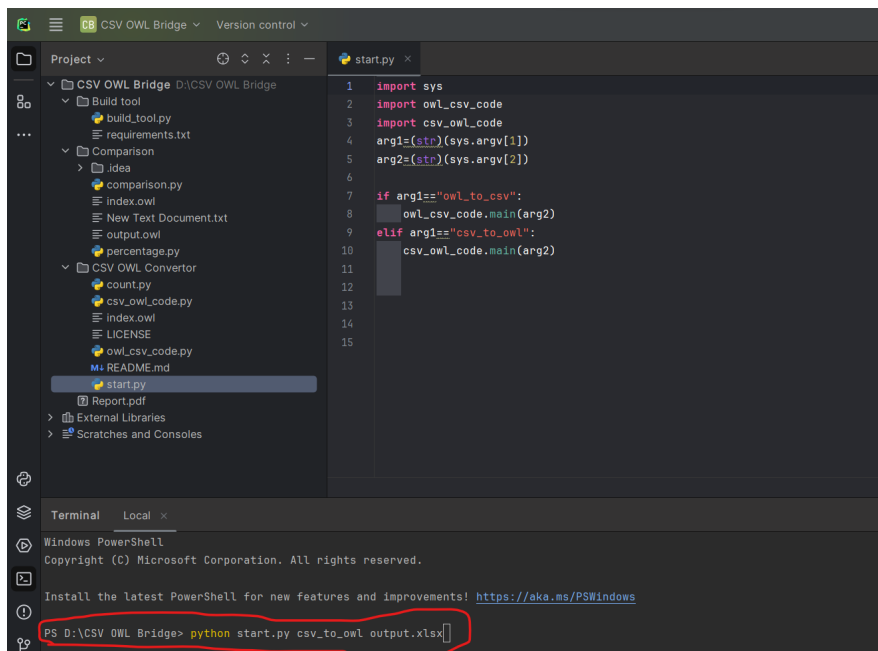 CB CSV OWL Bridge Version control
Project
CSV OWL Bridge D:\CSV OWL Bridge
Build tool
build_tool.py
requirements.txt
Comparison
.idea
comparison.py
index.owl
New Text Document.txt
output.owl
percentage.py
CSV OWL Convertor
count.py
csv_owl_code.py
index.owl
LICENSE
owl_csv_code.py
M↓ README.md
start.py
Report.pdf
External Libraries
Scratches and Consoles
start.py ×
1 import sys
2 import owl_csv_code
3 import csv_owl_code
4 arg1=(str)(sys.argv[1])
5 arg2=(str)(sys.argv[2])
6
7 if arg1=="owl_to_csv":
8 owl_csv_code.main(arg2)
9 elif arg1=="csv_to_owl":
10 csv_owl_code.main(arg2)
11
12
13
14
15
Terminal Local ×
Windows PowerShell
Copyright (C) Microsoft Corporation. All rights reserved.
Install the latest PowerShell for new features and improvements! https://aka.ms/PSWindows
PS D:\CSV OWL Bridge> python start.py csv_to_owl output.xlsx